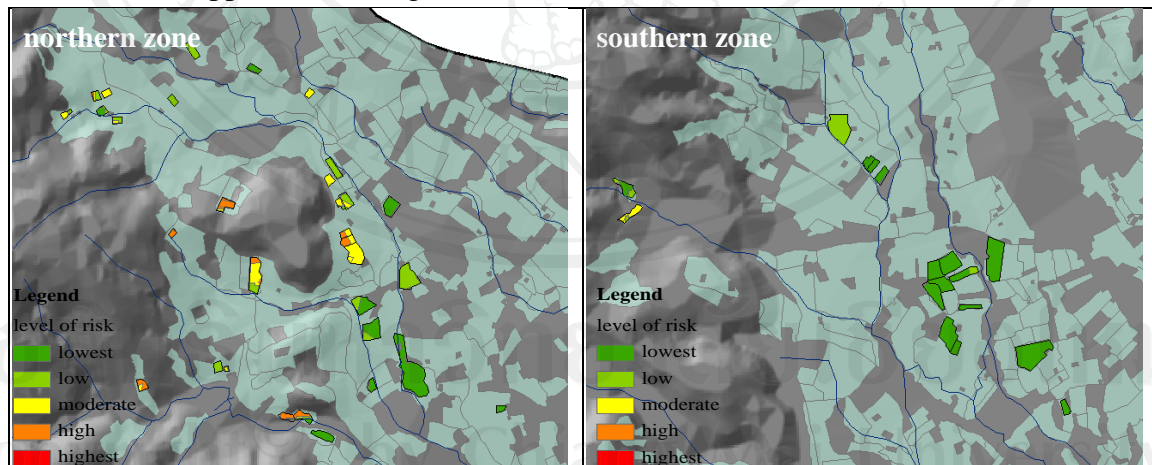 northern zone
Legend
level of risk
lowest
low
moderate
high
highest
southern zone
Legend
level of risk
lowest
low
moderate
high
highest